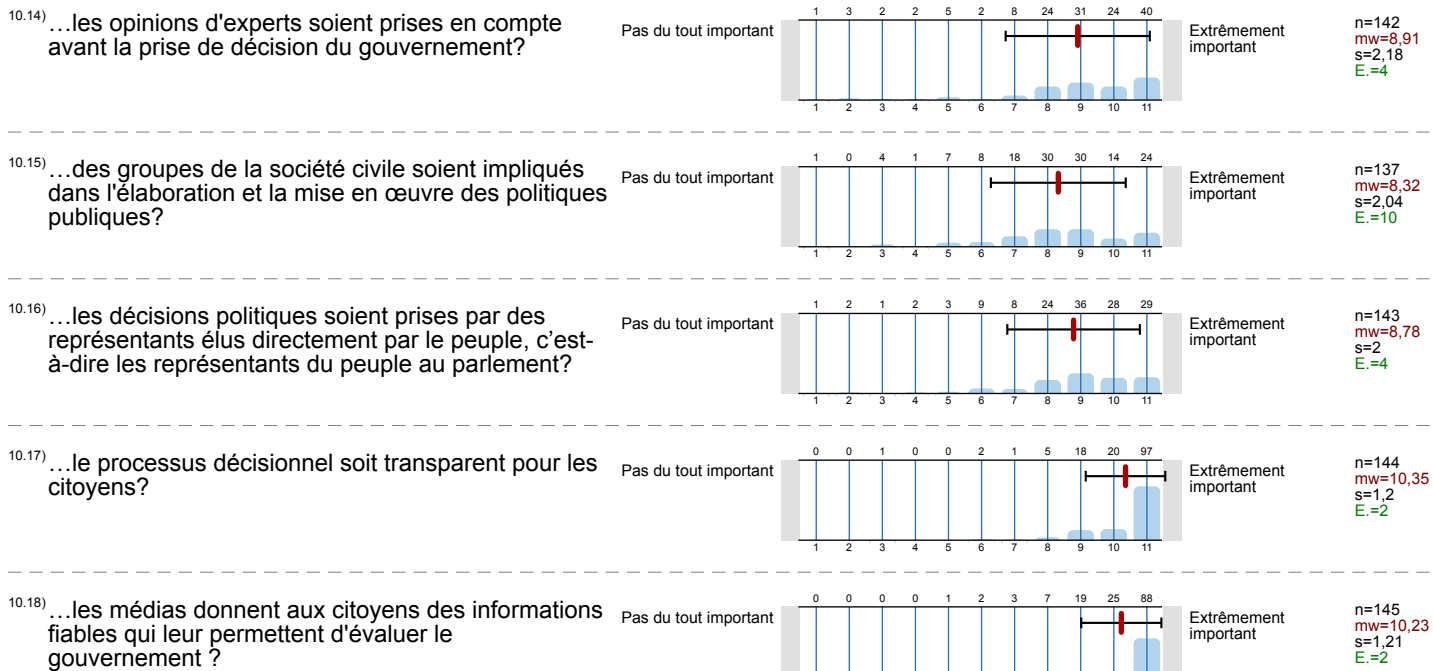 10.14) …les opinions d'experts soient prises en compte
avant la prise de décision du gouvernement?
Pas du tout important
1 3 2 2 5 2 8 24 31 24 40
1 2 3 4 5 6 7 8 9 10 11
Extrêmement
important
n=142
mw=8,91
s=2,18
E.=4
10.15) …des groupes de la société civile soient impliqués
dans l'élaboration et la mise en œuvre des politiques
publiques?
Pas du tout important
1 0 4 1 7 8 18 30 30 14 24
1 2 3 4 5 6 7 8 9 10 11
Extrêmement
important
n=137
mw=8,32
s=2,04
E.=10
10.16) …les décisions politiques soient prises par des
représentants élus directement par le peuple, c’est-
à-dire les représentants du peuple au parlement?
Pas du tout important
1 2 1 2 3 9 8 24 36 28 29
1 2 3 4 5 6 7 8 9 10 11
Extrêmement
important
n=143
mw=8,78
s=2
E.=4
10.17) …le processus décisionnel soit transparent pour les
citoyens?
Pas du tout important
0 0 1 0 0 2 1 5 18 20 97
1 2 3 4 5 6 7 8 9 10 11
Extrêmement
important
n=144
mw=10,35
s=1,2
E.=2
10.18) …les médias donnent aux citoyens des informations
fiables qui leur permettent d'évaluer le
gouvernement ?
Pas du tout important
0 0 0 0 1 2 3 7 19 25 88
Extrêmement
important
n=145
mw=10,23
s=1,21
E.=2